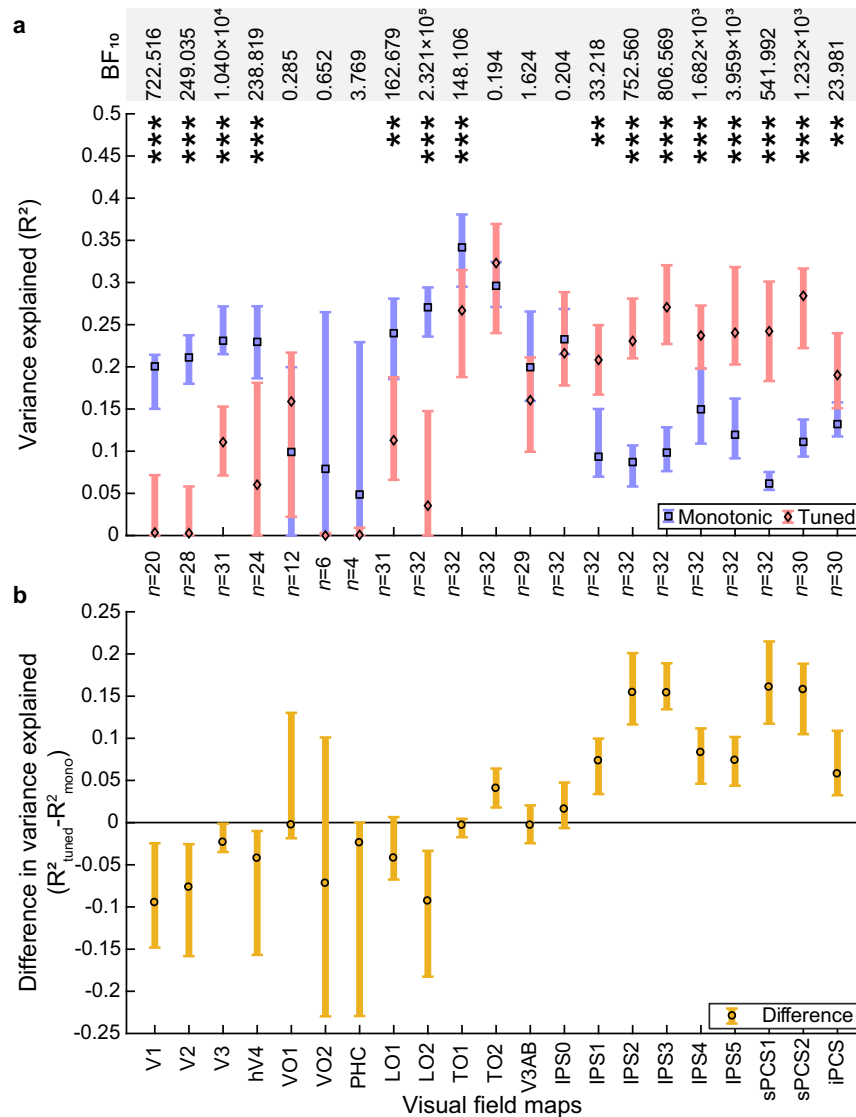 a
BF₁₀
722.516 249.035 1.040×10⁴ 238.819 0.285 0.652 3.769 162.679 2.321×10⁵ 148.106 0.194 1.624 0.204 33.218 752.560 806.569 1.682×10³ 3.959×10³ 541.992 1.232×10³ 23.981
*** *** *** *** ** *** *** ** *** *** *** *** *** *** **
Variance explained (R²)
0.5
0.45
0.4
0.35
0.3
0.25
0.2
0.15
0.1
0.05
0
Monotonic Tuned
n=20 n=28 n=31 n=24 n=12 n=6 n=4 n=31 n=32 n=32 n=32 n=29 n=32 n=32 n=32 n=32 n=32 n=32 n=32 n=30 n=30
b
Difference in variance explained
(R²tuned-R²mono)
0.25
0.2
0.15
0.1
0.05
0
-0.05
-0.1
-0.15
-0.2
-0.25
Difference
V1 V2 V3 hV4 VO1 VO2 PHC LO1 LO2 TO1 TO2 V3AB IPS0 IPS1 IPS2 IPS3 IPS4 IPS5 sPCS1 sPCS2 iPCS
Visual field maps